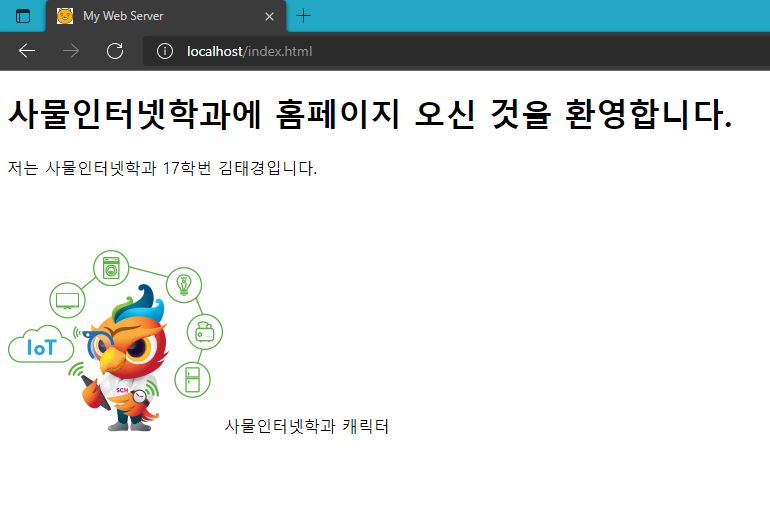 My Web Server
localhost/index.html
사물인터넷학과에 홈페이지 오신 것을 환영합니다.
저는 사물인터넷학과 17학번 김태경입니다.
IoT
SCH
사물인터넷학과 캐릭터